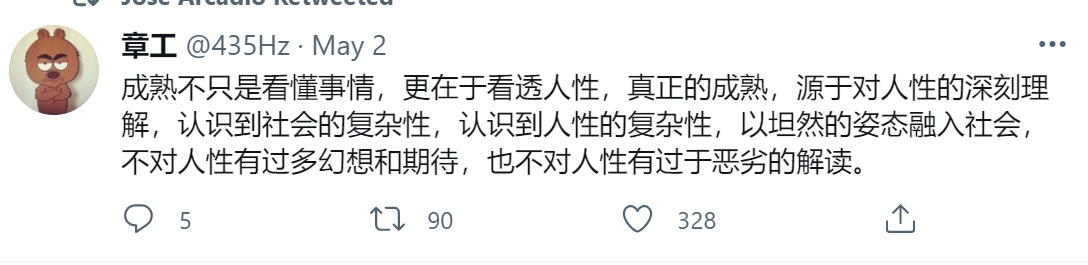 Jose Arcadio Retweeted
章工 @435Hz · May 2
成熟不只是看懂事情，更在于看透人性，真正的成熟，源于对人性的深刻理
解，认识到社会的复杂性，认识到人性的复杂性，以坦然的姿态融入社会，
不对人性有过多幻想和期待，也不对人性有过于恶劣的解读。
5 90 328